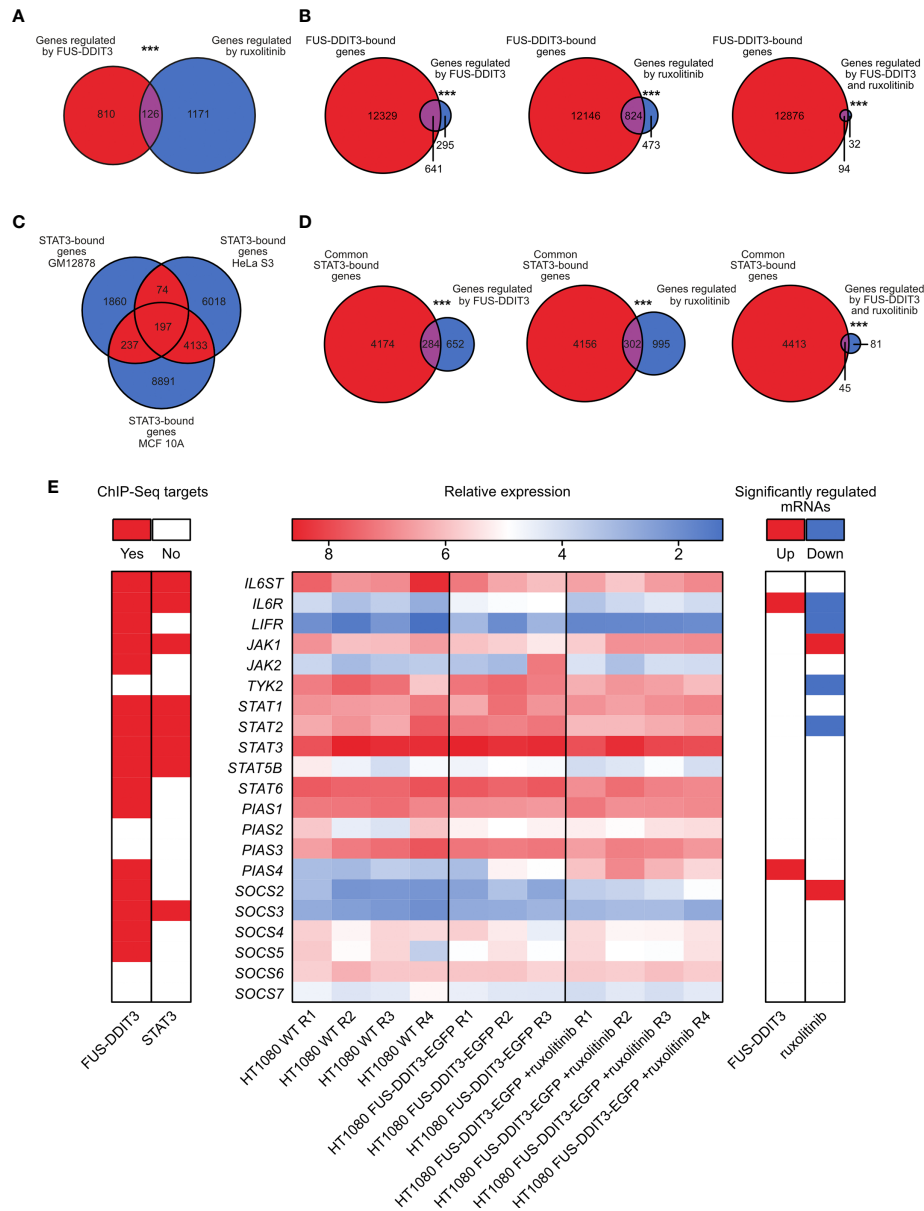 A
Genes regulated
by FUS-DDIT3
***
Genes regulated
by ruxolitinib
810
126
1171
B
FUS-DDIT3-bound
genes
Genes regulated
by FUS-DDIT3
***
12329
295
641
FUS-DDIT3-bound
genes
Genes regulated
by ruxolitinib
***
12146
824
473
FUS-DDIT3-bound
genes
Genes regulated
by FUS-DDIT3
and ruxolitinib
***
12876
32
94
C
STAT3-bound
genes
GM12878
STAT3-bound
genes
HeLa S3
1860
74
6018
197
237
4133
8891
STAT3-bound
genes
MCF 10A
D
Common
STAT3-bound
genes
Genes regulated
by FUS-DDIT3
***
4174
284
652
Common
STAT3-bound
genes
Genes regulated
by ruxolitinib
***
4156
302
995
Common
STAT3-bound
genes
Genes regulated
by FUS-DDIT3
and ruxolitinib
***
4413
81
45
E
ChIP-Seq targets
Yes
No
Relative expression
8
6
4
2
Significantly regulated
mRNAs
Up
Down
IL6ST
IL6R
LIFR
JAK1
JAK2
TYK2
STAT1
STAT2
STAT3
STAT5B
STAT6
PIAS1
PIAS2
PIAS3
PIAS4
SOCS2
SOCS3
SOCS4
SOCS5
SOCS6
SOCS7
FUS-DDIT3
STAT3
HT1080 WT R1
HT1080 WT R2
HT1080 WT R3
HT1080 WT R4
HT1080 FUS-DDIT3-EGFP R1
HT1080 FUS-DDIT3-EGFP R2
HT1080 FUS-DDIT3-EGFP R3
HT1080 FUS-DDIT3-EGFP +ruxolitinib R1
HT1080 FUS-DDIT3-EGFP +ruxolitinib R2
HT1080 FUS-DDIT3-EGFP +ruxolitinib R3
HT1080 FUS-DDIT3-EGFP +ruxolitinib R4
FUS-DDIT3
ruxolitinib